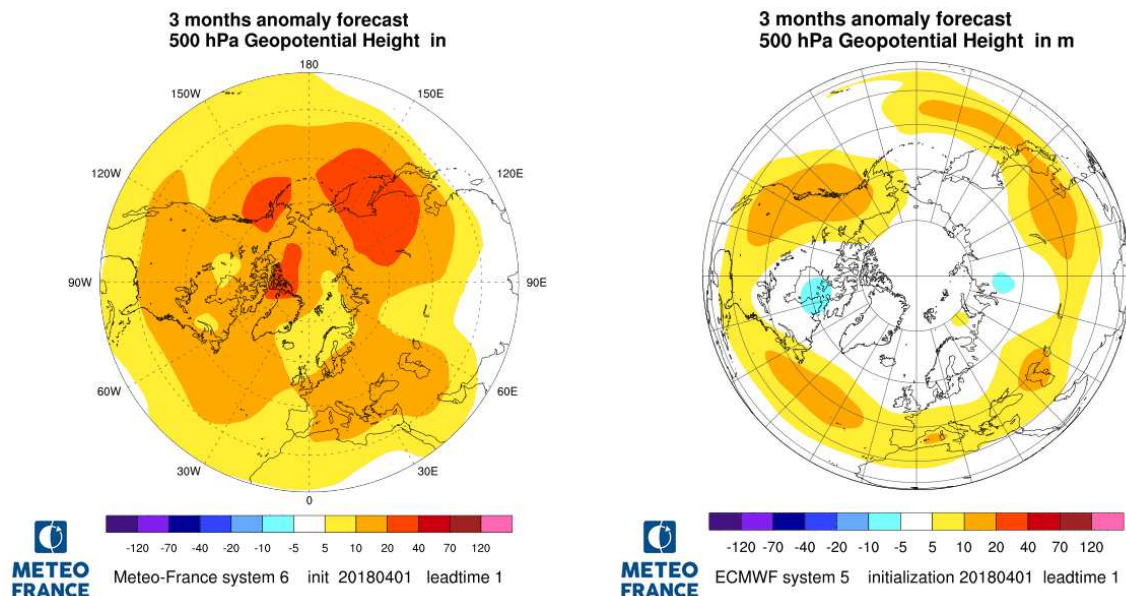 3 months anomaly forecast
500 hPa Geopotential Height in
180
150W
150E
120W
120E
90W
90E
60W
60E
30W
30E
0
-120 -70 -40 -20 -10 -5 5 10 20 40 70 120
METEO
FRANCE
Meteo-France system 6 init 20180401 leadtime 1
3 months anomaly forecast
500 hPa Geopotential Height in m
-120 -70 -40 -20 -10 -5 5 10 20 40 70 120
METEO
FRANCE
ECMWF system 5 initialization 20180401 leadtime 1